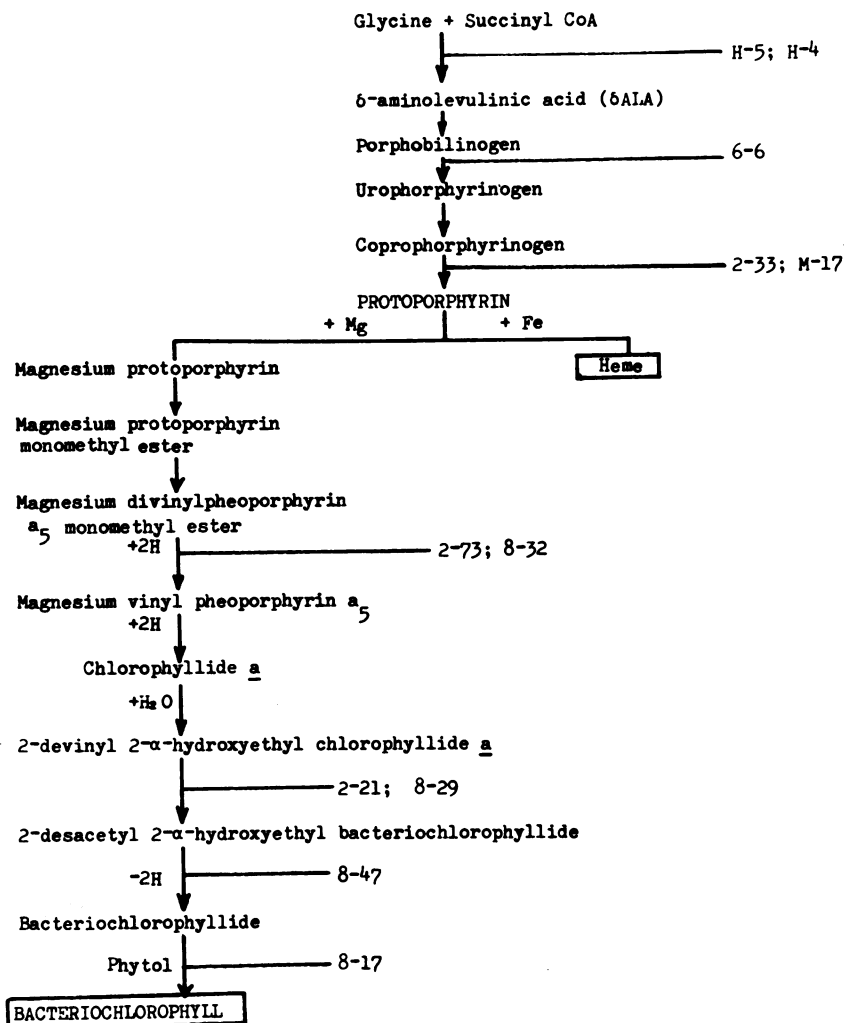 Glycine + Succinyl CoA
H-5; H-4
δ-aminolevulinic acid (δALA)
Porphobilinogen
6-6
Urophorphyrinogen
Coprophorphyrinogen
2-33; M-17
PROTOPORPHYRIN
+ Mg + Fe
Magnesium protoporphyrin
Heme
Magnesium protoporphyrin
monomethyl ester
Magnesium divinylpheoporphyrin
a5 monomethyl ester
+2H
2-73; 8-32
Magnesium vinyl pheoporphyrin a5
+2H
Chlorophyllide a
+H2O
2-devinyl 2-α-hydroxyethyl chlorophyllide a
2-21; 8-29
2-desacetyl 2-α-hydroxyethyl bacteriochlorophyllide
-2H
8-47
Bacteriochlorophyllide
Phytol
8-17
BACTERIOCHLOROPHYLL